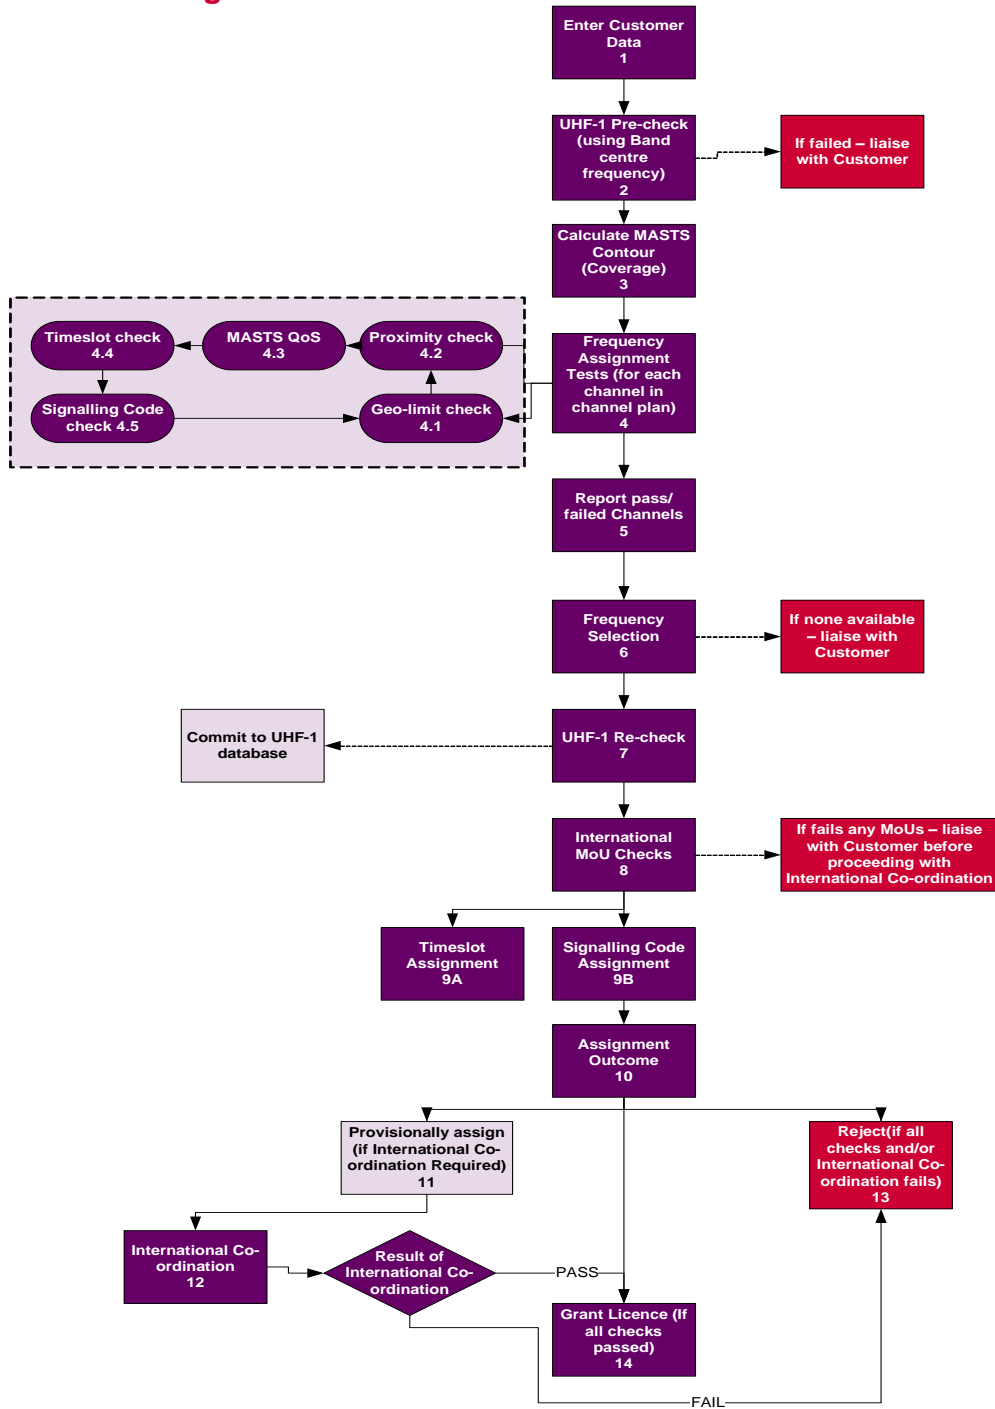 Enter Customer
Data
1
UHF-1 Pre-check
(using Band
centre
frequency)
2
If failed – liaise
with Customer
Calculate MASTS
Contour
(Coverage)
3
Timeslot check
4.4
MASTS QoS
4.3
Proximity check
4.2
Signalling Code
check 4.5
Geo-limit check
4.1
Frequency
Assignment
Tests (for each
channel in
channel plan)
4
Report pass/
failed Channels
5
Frequency
Selection
6
If none available
– liaise with
Customer
Commit to UHF-1
database
UHF-1 Re-check
7
International
MoU Checks
8
If fails any MoUs – liaise
with Customer before
proceeding with
International Co-ordination
Timeslot
Assignment
9A
Signalling Code
Assignment
9B
Assignment
Outcome
10
Provisionally assign
(if International Co-
ordination Required)
11
Reject(if all
checks and/or
International Co-
ordination fails)
13
International Co-
ordination
12
Result of
International Co-
ordination
PASS
Grant Licence (If
all checks
passed)
14
FAIL